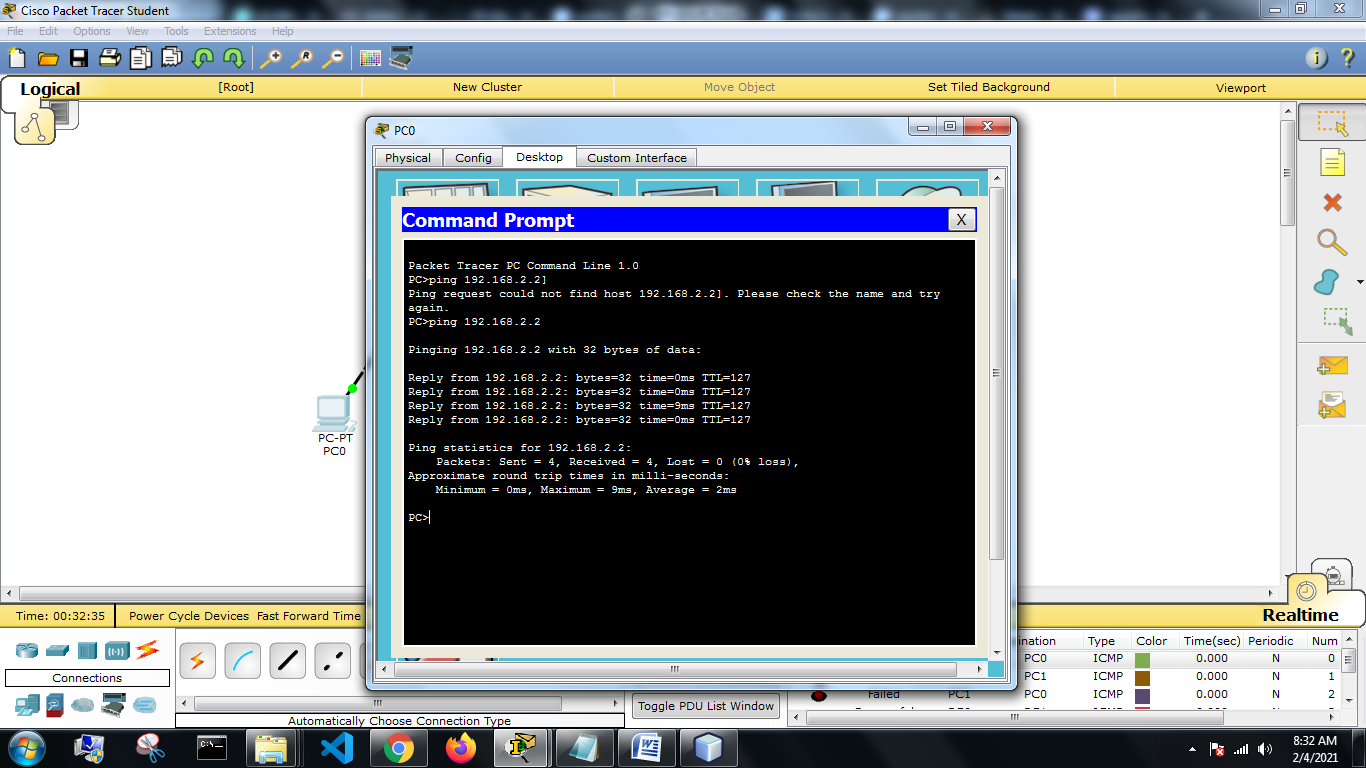 Cisco Packet Tracer Student
File Edit Options View Tools Extensions Help
Logical [Root] New Cluster Move Object Set Tiled Background Viewport
PC0
Physical Config Desktop Custom Interface
Command Prompt X
Packet Tracer PC Command Line 1.0
PC>ping 192.168.2.2]
Ping request could not find host 192.168.2.2]. Please check the name and try
again.
PC>ping 192.168.2.2
Pinging 192.168.2.2 with 32 bytes of data:
Reply from 192.168.2.2: bytes=32 time=0ms TTL=127
Reply from 192.168.2.2: bytes=32 time=0ms TTL=127
Reply from 192.168.2.2: bytes=32 time=9ms TTL=127
Reply from 192.168.2.2: bytes=32 time=0ms TTL=127
Ping statistics for 192.168.2.2:
Packets: Sent = 4, Received = 4, Lost = 0 (0% loss),
Approximate round trip times in milli-seconds:
Minimum = 0ms, Maximum = 9ms, Average = 2ms
PC>
PC-PT
PC0
Time: 00:32:35 Power Cycle Devices Fast Forward Time Realtime
Connections
Automatically Choose Connection Type
Toggle PDU List Window
ination Type Color Time(sec) Periodic Num
PC0 ICMP 0.000 N 0
PC1 ICMP 0.000 N 1
Failed PC1 PC0 ICMP 0.000 N 2
8:32 AM
2/4/2021